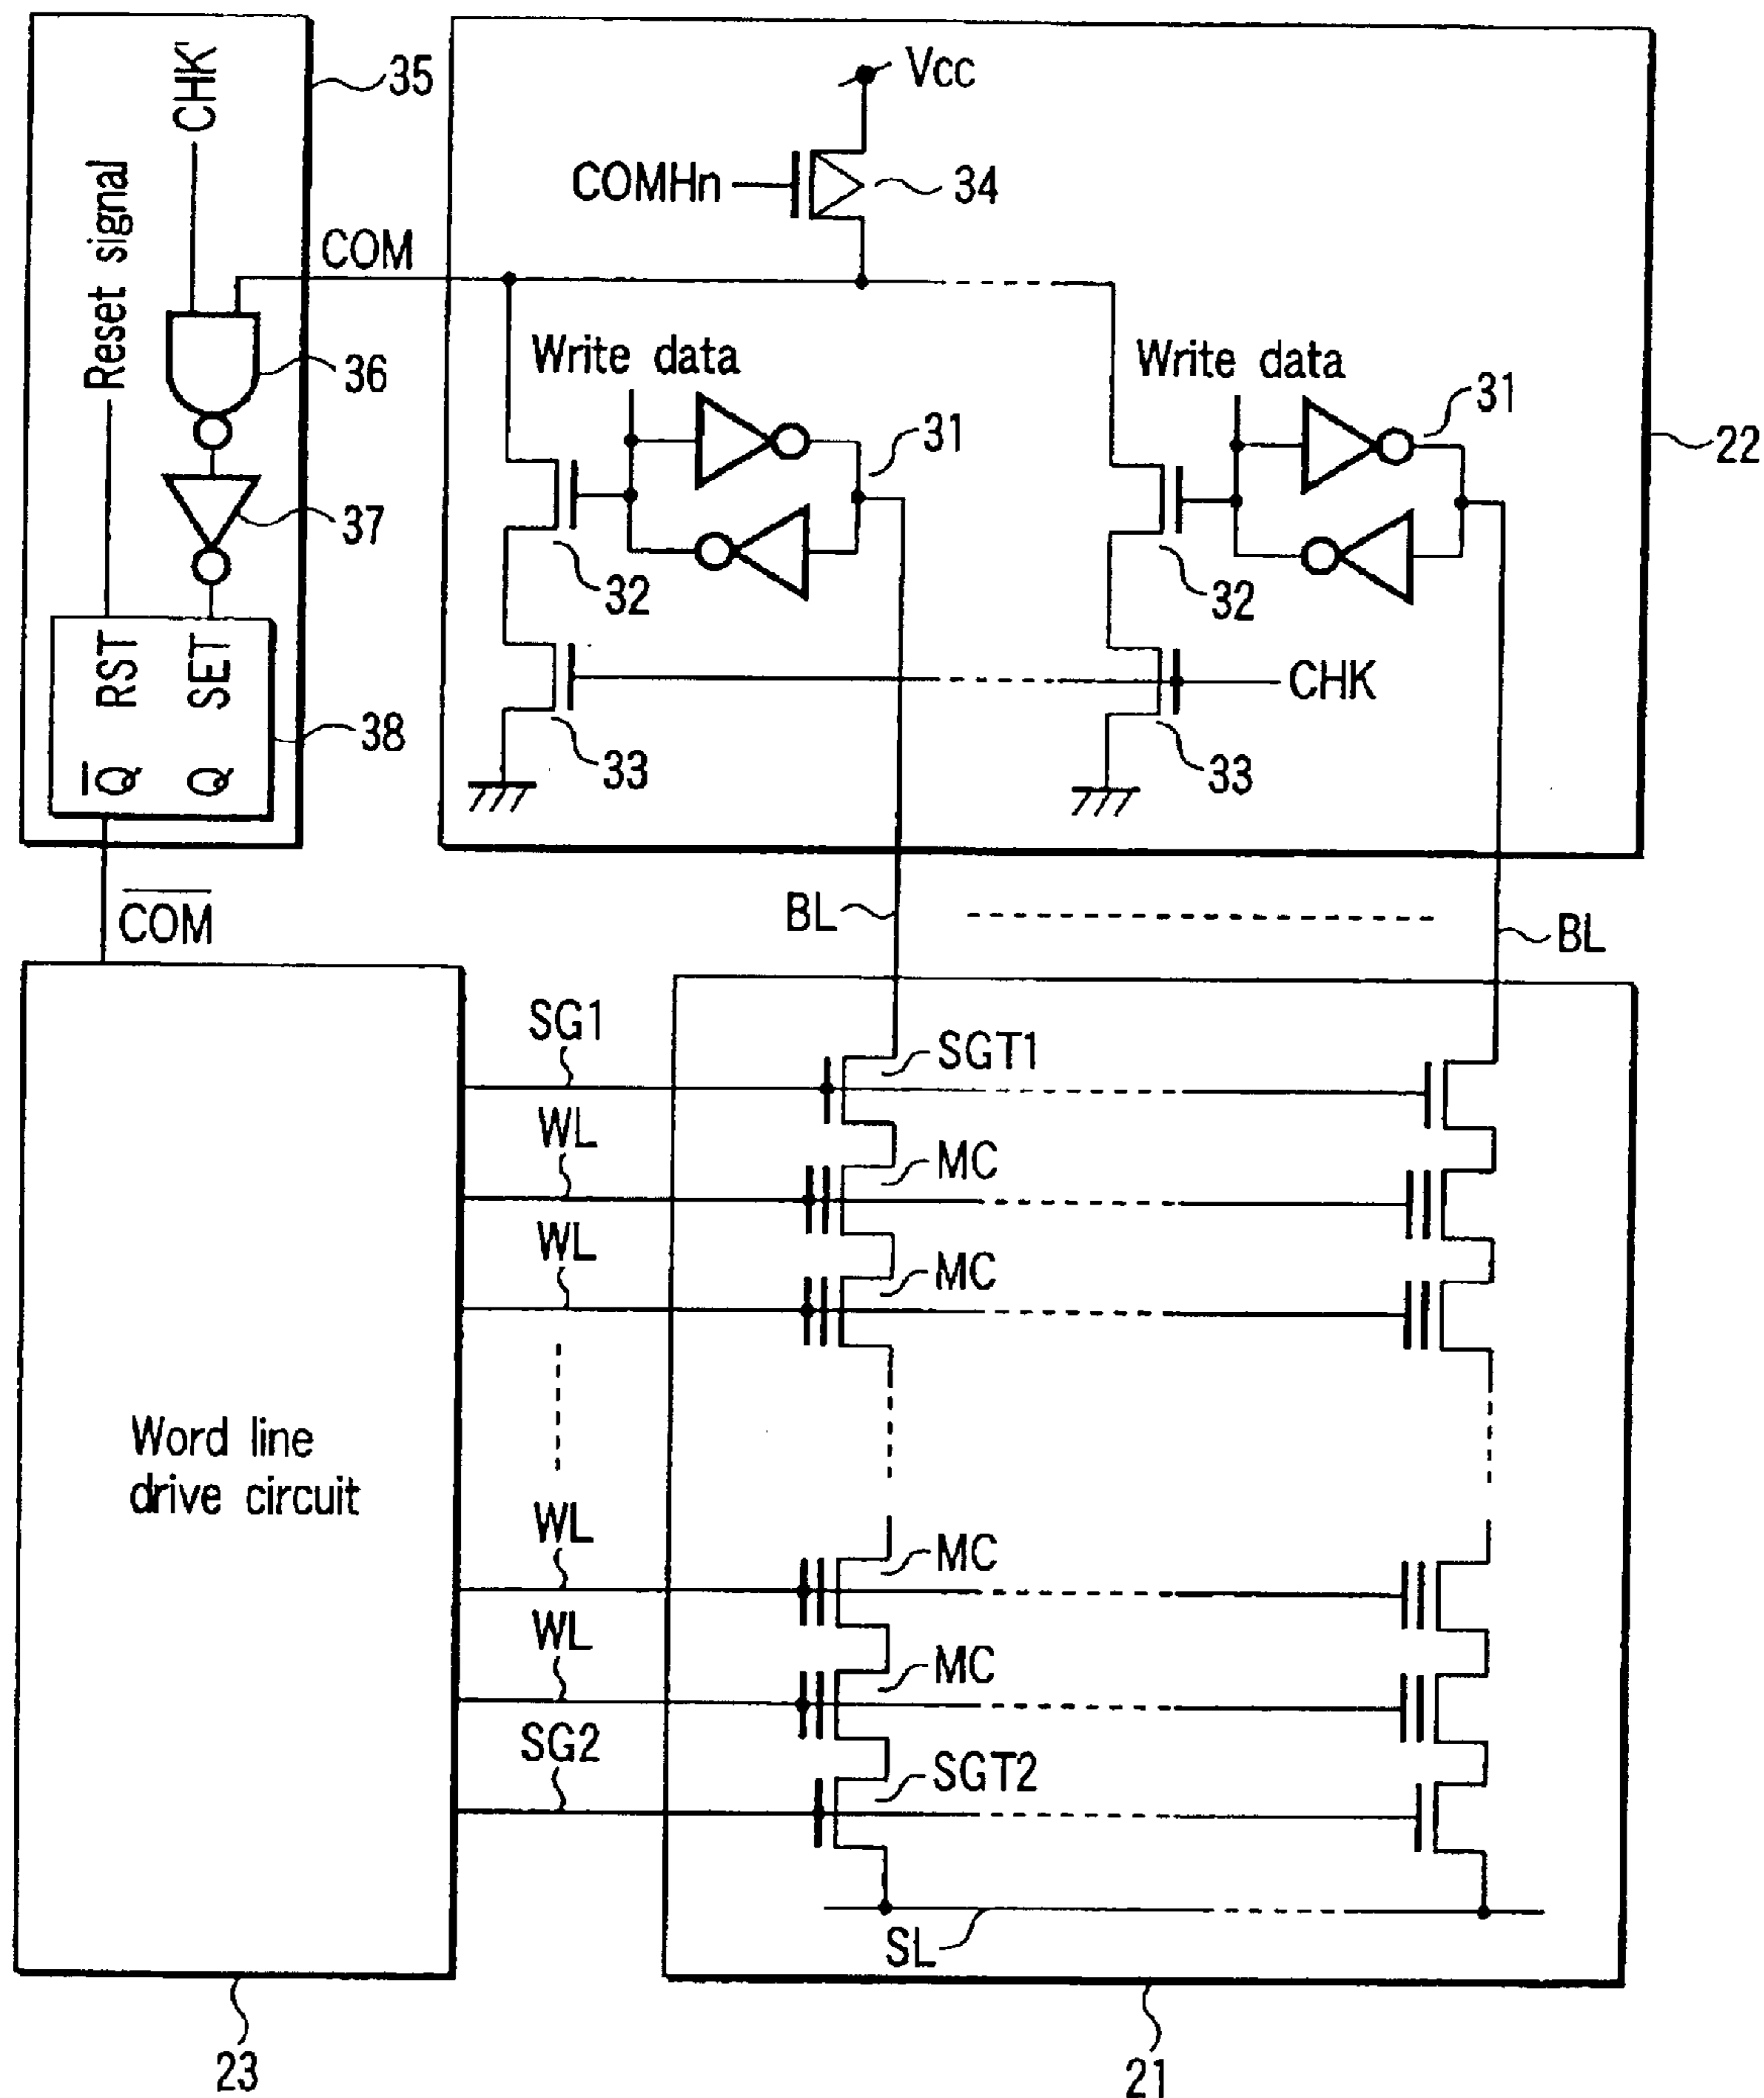 CHK
Reset signal
35
COM
36
37
RST
SET
Q̅
Q
38
Vcc
COMHn
34
Write data
31
Write data
31
22
32
32
CHK
33
33
C̅O̅M̅
BL
BL
Word line
drive circuit
23
SG1
SGT1
WL
MC
WL
MC
WL
MC
WL
MC
SG2
SGT2
SL
21